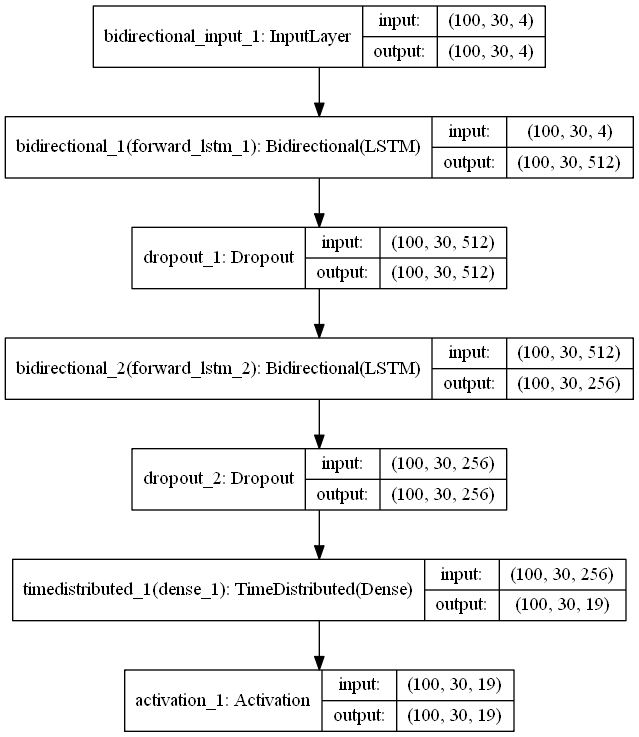 bidirectional_input_1: InputLayer
input: (100, 30, 4)
output: (100, 30, 4)
bidirectional_1(forward_lstm_1): Bidirectional(LSTM)
input: (100, 30, 4)
output: (100, 30, 512)
dropout_1: Dropout
input: (100, 30, 512)
output: (100, 30, 512)
bidirectional_2(forward_lstm_2): Bidirectional(LSTM)
input: (100, 30, 512)
output: (100, 30, 256)
dropout_2: Dropout
input: (100, 30, 256)
output: (100, 30, 256)
timedistributed_1(dense_1): TimeDistributed(Dense)
input: (100, 30, 256)
output: (100, 30, 19)
activation_1: Activation
input: (100, 30, 19)
output: (100, 30, 19)